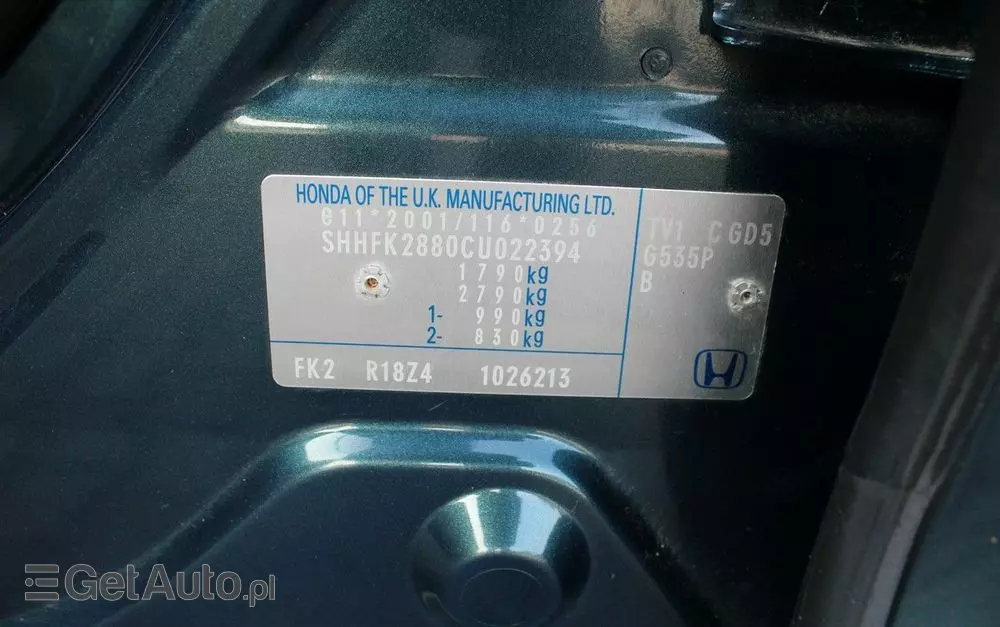 HONDA OF THE U.K. MANUFACTURING LTD.
e11*2001/116*0256
SHHFK2880CU022394
1790kg
2790kg
1- 990kg
2- 830kg
FK2 R18Z4 1026213
TV1 C GD5
G535P
B
GetAuto.pl